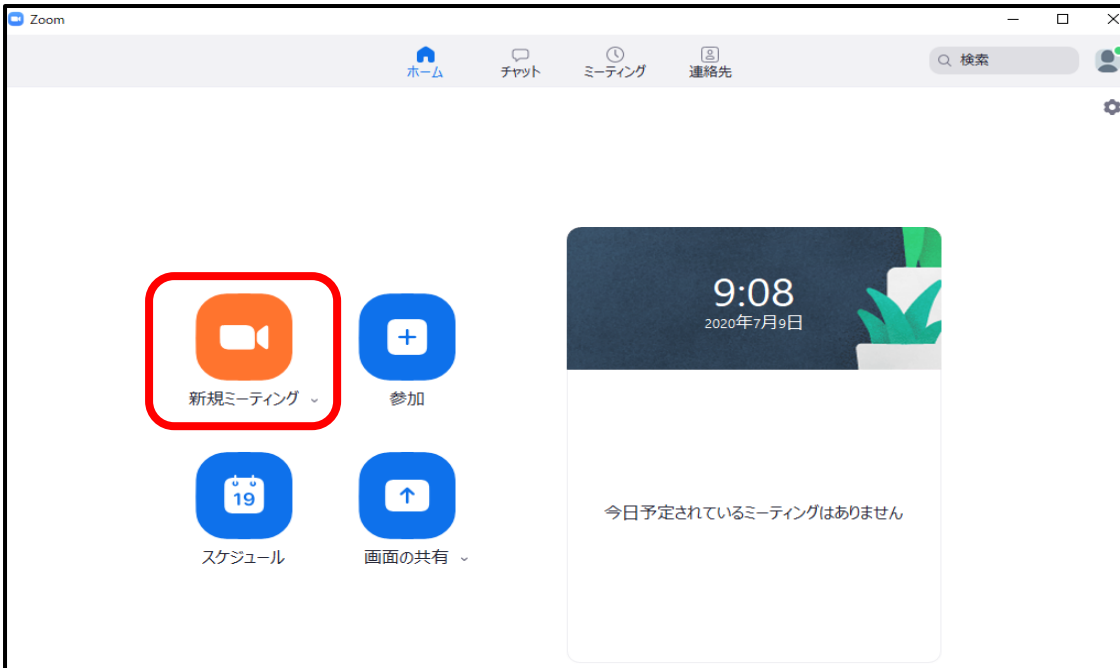 Zoom
ホーム
チャット
ミーティング
連絡先
検索
9:08
2020年7月9日
新規ミーティング
参加
19
スケジュール
画面の共有
今日予定されているミーティングはありません